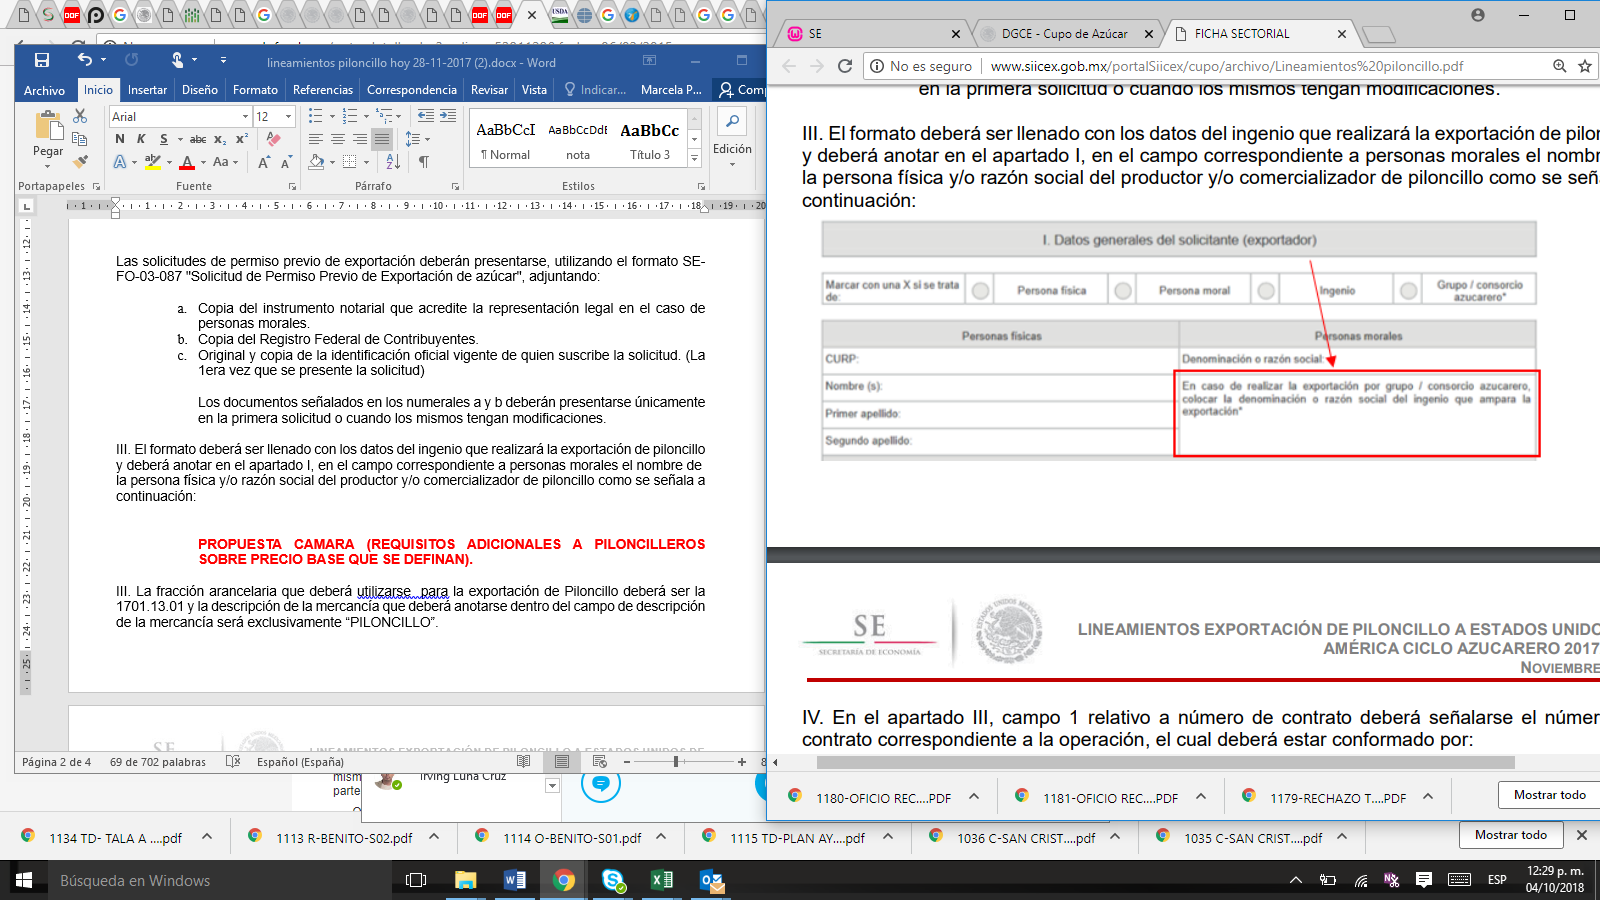 lineamientos piloncillo hoy 28-11-2017 (2).docx - Word
Archivo Inicio Insertar Diseño Formato Referencias Correspondencia Revisar Vista Indicar... Marcela P... Comp
Pegar
Arial 12
N K S abc x₂ x²
A aby A Aa A A
AaBbCcI AaBbCcDdI AaBbCc
¶ Normal nota Título 3
Edición
Portapapeles Fuente Párrafo Estilos
Las solicitudes de permiso previo de exportación deberán presentarse, utilizando el formato SE-
FO-03-087 "Solicitud de Permiso Previo de Exportación de azúcar", adjuntando:
a. Copia del instrumento notarial que acredite la representación legal en el caso de
personas morales.
b. Copia del Registro Federal de Contribuyentes.
c. Original y copia de la identificación oficial vigente de quien suscribe la solicitud. (La
1era vez que se presente la solicitud)
Los documentos señalados en los numerales a y b deberán presentarse únicamente
en la primera solicitud o cuando los mismos tengan modificaciones.
III. El formato deberá ser llenado con los datos del ingenio que realizará la exportación de piloncillo
y deberá anotar en el apartado I, en el campo correspondiente a personas morales el nombre de
la persona física y/o razón social del productor y/o comercializador de piloncillo como se señala a
continuación:
PROPUESTA CAMARA (REQUISITOS ADICIONALES A PILONCILLEROS
SOBRE PRECIO BASE QUE SE DEFINAN).
III. La fracción arancelaria que deberá utilizarse para la exportación de Piloncillo deberá ser la
1701.13.01 y la descripción de la mercancía que deberá anotarse dentro del campo de descripción
de la mercancía será exclusivamente “PILONCILLO”.
SE
Página 2 de 4 69 de 702 palabras Español (España) 8
mism
parte
Irving Luna Cruz
SE
DGCE - Cupo de Azúcar
FICHA SECTORIAL
No es seguro www.siicex.gob.mx/portalSiicex/cupo/archivo/Lineamientos%20piloncillo.pdf
en la primera solicitud o cuando los mismos tengan modificaciones.
III. El formato deberá ser llenado con los datos del ingenio que realizará la exportación de pilon
y deberá anotar en el apartado I, en el campo correspondiente a personas morales el nombr
la persona física y/o razón social del productor y/o comercializador de piloncillo como se seña
continuación:
I. Datos generales del solicitante (exportador)
Marcar con una X si se trata
de:
Persona física
Persona moral
Ingenio
Grupo / consorcio
azucarero*
Personas físicas Personas morales
CURP: Denominación o razón social:
Nombre (s):
Primer apellido:
Segundo apellido:
En caso de realizar la exportación por grupo / consorcio azucarero,
colocar la denominación o razón social del ingenio que ampara la
exportación*
SE
SECRETARÍA DE ECONOMÍA
LINEAMIENTOS EXPORTACIÓN DE PILONCILLO A ESTADOS UNIDO
AMÉRICA CICLO AZUCARERO 2017
NOVIEMBRE
IV. En el apartado III, campo 1 relativo a número de contrato deberá señalarse el númer
contrato correspondiente a la operación, el cual deberá estar conformado por:
1180-OFICIO REC....PDF 1181-OFICIO REC....PDF 1179-RECHAZO T....PDF Mostrar todo
1134 TD- TALA A ....pdf 1113 R-BENITO-S02.pdf 1114 O-BENITO-S01.pdf 1115 TD-PLAN AY....pdf 1036 C-SAN CRIST....pdf 1035 C-SAN CRIST....pdf Mostrar todo
Búsqueda en Windows
ESP
12:29 p. m.
04/10/2018